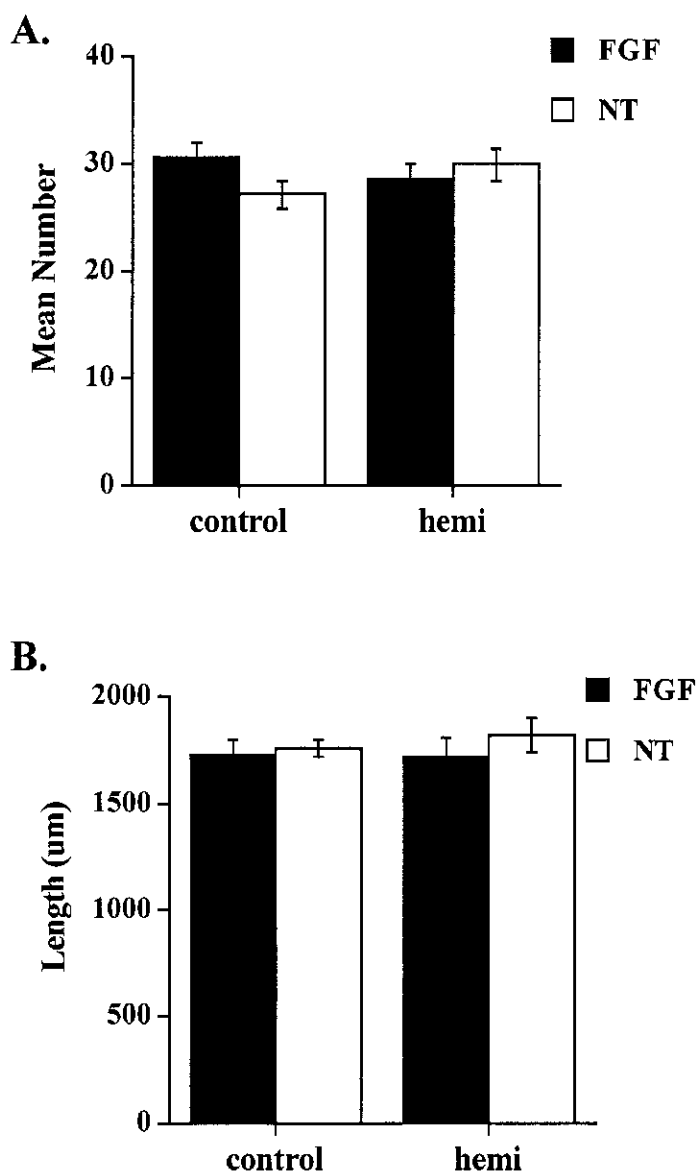 A.
FGF
NT
40
30
20
10
0
Mean Number
control hemi
B.
FGF
NT
2000
1500
1000
500
0
Length (um)
control hemi